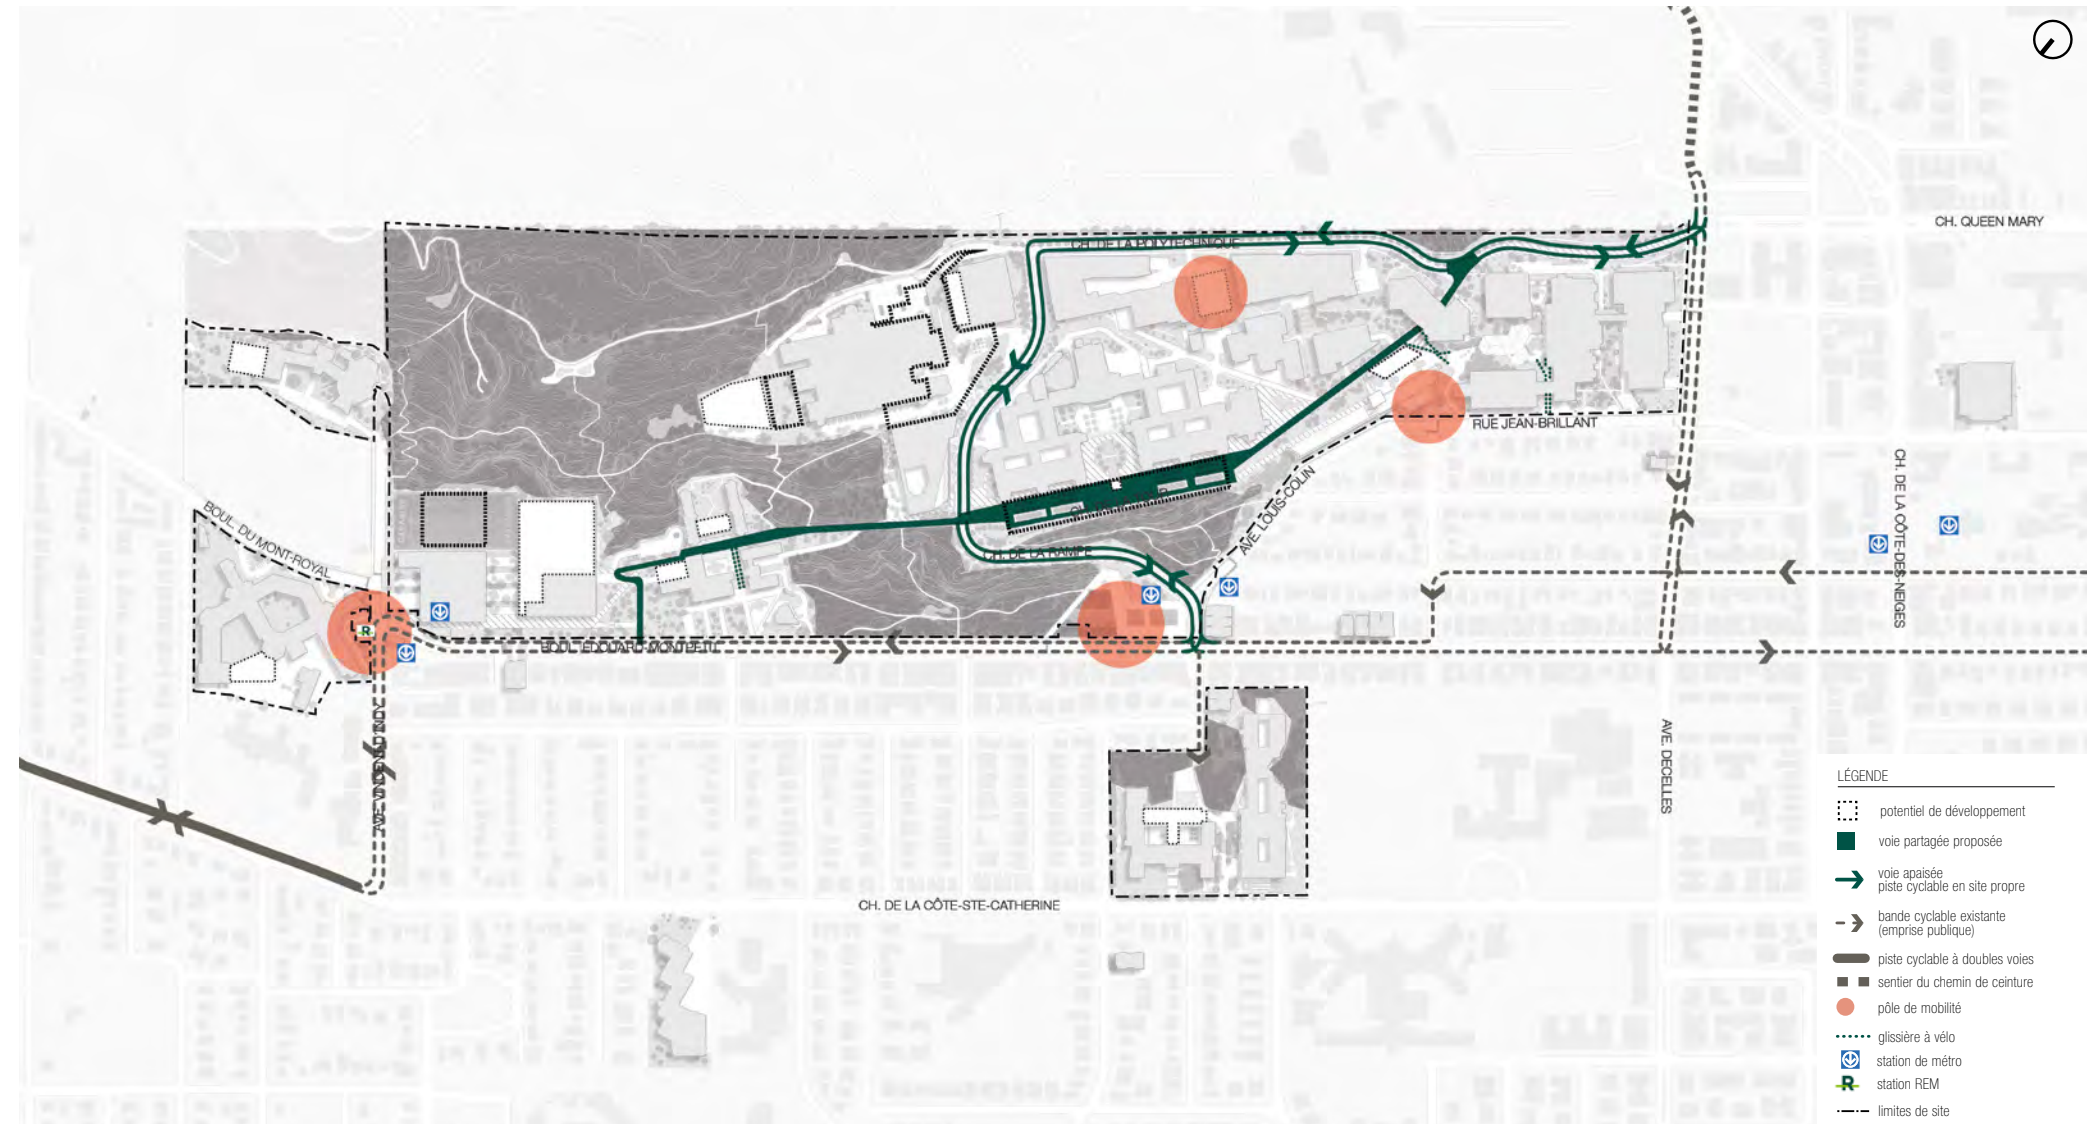 CH. QUEEN MARY
CH. DE LA POLYTECHNIQUE
RUE JEAN-BRILLANT
AVE. LOUIS-COLIN
CH. DE LA CÔTE-DES-NEIGES
BOUL. DU MONT-ROYAL
CH. DE LA RAMPE
R
BOUL. ÉDOUARD-MONTPETIT
AVE. VINCENT-D'INDY
AVE. DECELLES
CH. DE LA CÔTE-STE-CATHERINE
LÉGENDE
potentiel de développement
voie partagée proposée
voie apaisée
piste cyclable en site propre
bande cyclable existante
(emprise publique)
piste cyclable à doubles voies
sentier du chemin de ceinture
pôle de mobilité
glissière à vélo
station de métro
R station REM
limites de site